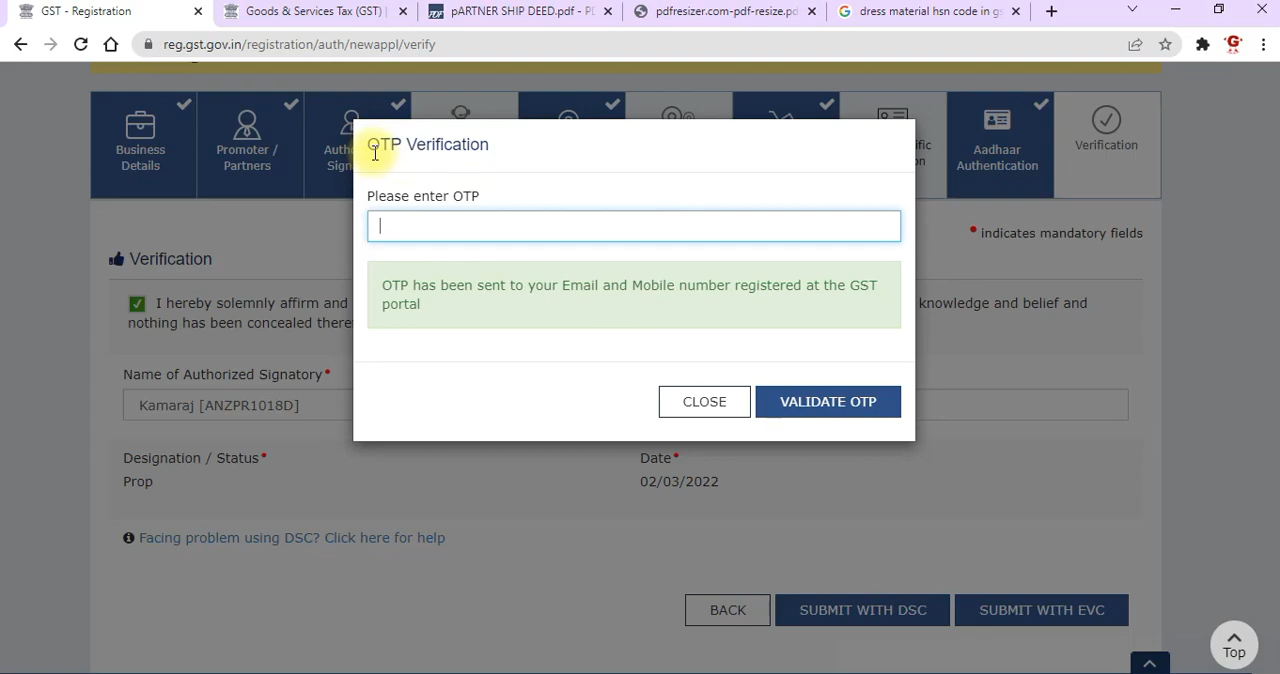 GST - Registration
Goods & Services Tax (GST) |
pARTNER SHIP DEED.pdf - PD
pdfresizer.com-pdf-resize.pd
dress material hsn code in gs
reg.gst.gov.in/registration/auth/newappl/verify
Business
Details
Promoter /
Partners
Aadhaar
Authentication
Verification
OTP Verification
Please enter OTP
OTP has been sent to your Email and Mobile number registered at the GST
portal
CLOSE
VALIDATE OTP
• indicates mandatory fields
Verification
I hereby solemnly affirm and
knowledge and belief and
nothing has been concealed
Name of Authorized Signatory•
Kamaraj [ANZPR1018D]
Designation / Status•
Prop
Date•
02/03/2022
Facing problem using DSC? Click here for help
BACK
SUBMIT WITH DSC
SUBMIT WITH EVC
Top